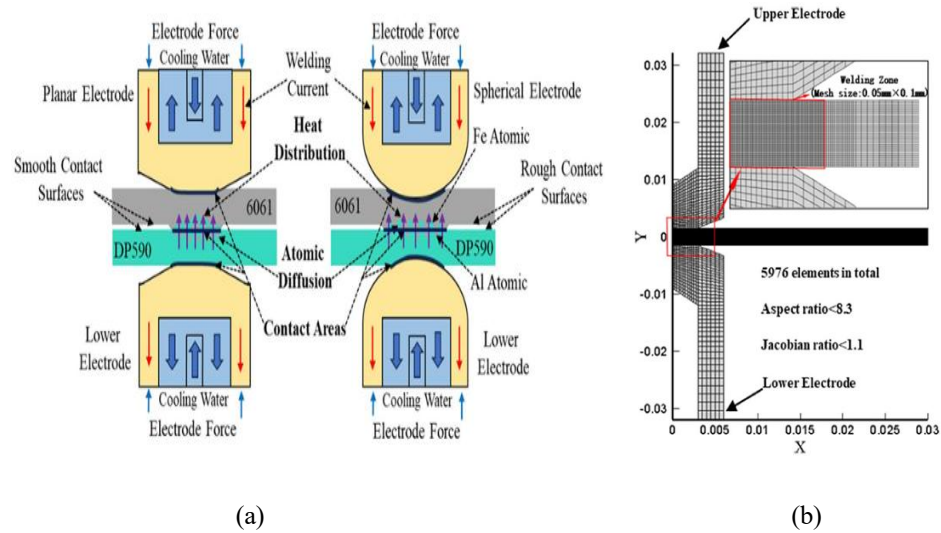 Electrode Force
Cooling Water
Planar Electrode
Welding
Current
Heat
Distribution
Smooth Contact
Surfaces
6061
DP590
Atomic
Diffusion
Contact Areas
Lower
Electrode
Cooling Water
Electrode Force
Electrode Force
Cooling Water
Spherical Electrode
Fe Atomic
Rough Contact
Surfaces
6061
DP590
Al Atomic
Lower
Electrode
Cooling Water
Electrode Force
(a)
Upper Electrode
Welding Zone
(Mesh size:0.05mm×0.1mm)
0.03
0.02
0.01
0
-0.01
-0.02
-0.03
Y
5976 elements in total
Aspect ratio<8.3
Jacobian ratio<1.1
Lower Electrode
0 0.005 0.01 0.015 0.02 0.025 0.03
X
(b)